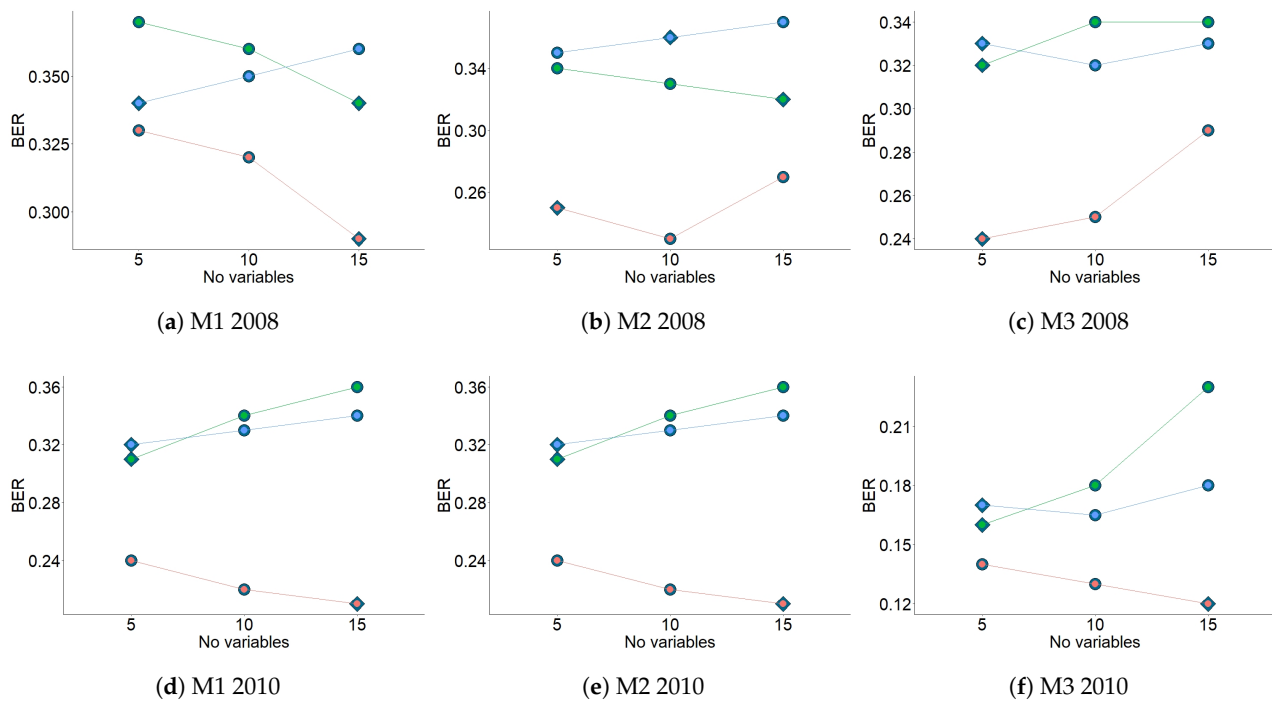 BER
0.350
0.325
0.300
5 10 15
No variables
(a) M1 2008
BER
0.34
0.30
0.26
5 10 15
No variables
(b) M2 2008
BER
0.34
0.32
0.30
0.28
0.26
0.24
5 10 15
No variables
(c) M3 2008
BER
0.36
0.32
0.28
0.24
5 10 15
No variables
(d) M1 2010
BER
0.36
0.32
0.28
0.24
5 10 15
No variables
(e) M2 2010
BER
0.21
0.18
0.15
0.12
5 10 15
No variables
(f) M3 2010